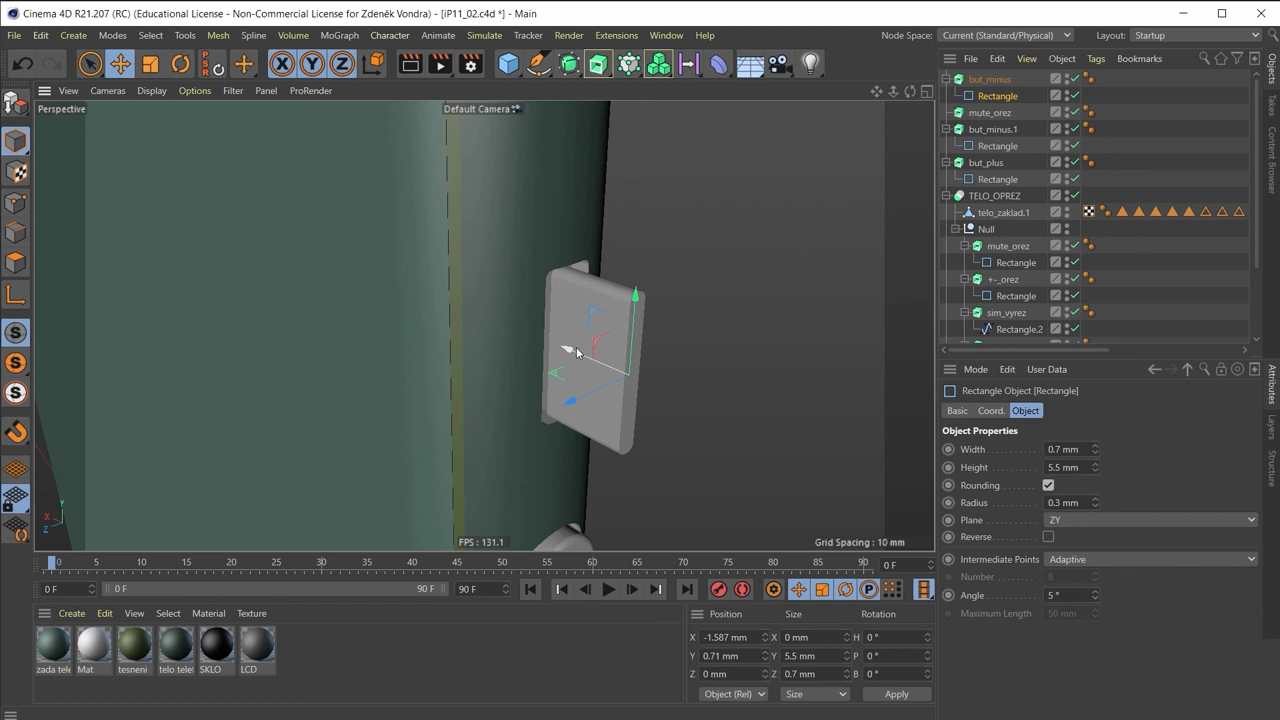 Cinema 4D R21.207 (RC) (Educational License - Non-Commercial License for Zdeněk Vondra) - [iP11_02.c4d *] - Main
File Edit Create Modes Select Tools Mesh Spline Volume MoGraph Character Animate Simulate Tracker Render Extensions Window Help Node Space: Current (Standard/Physical) Layout: Startup
PSR X Y Z
File Edit View Object Tags Bookmarks
View Cameras Display Options Filter Panel ProRender
Perspective
Default Camera
but_minus
Rectangle
mute_orez
but_minus.1
Rectangle
but_plus
Rectangle
TELO_OPREZ
telo_zaklad.1
Null
mute_orez
Rectangle
+-_orez
Rectangle
sim_vyrez
Rectangle.2
Objects
Takes
Content Browser
Mode Edit User Data
Rectangle Object [Rectangle]
Basic Coord. Object
Object Properties
Width 0.7 mm
Height 5.5 mm
Rounding
Radius 0.3 mm
Plane ZY
Reverse
Intermediate Points Adaptive
Number 8
Angle 5 °
Maximum Length 50 mm
Attributes
Layers
Structure
Y
X
Z
FPS : 131.1
Grid Spacing : 10 mm
0 5 10 15 20 25 30 35 40 45 50 55 60 65 70 75 80 85 90 0 F
0 F 0 F 90 F 90 F
Create Edit View Select Material Texture
zada tele Mat tesneni telo telef SKLO LCD
Position Size Rotation
X -1.587 mm X 0 mm H 0 °
Y 0.71 mm Y 5.5 mm P 0 °
Z 0 mm Z 0.7 mm B 0 °
Object (Rel) Size Apply